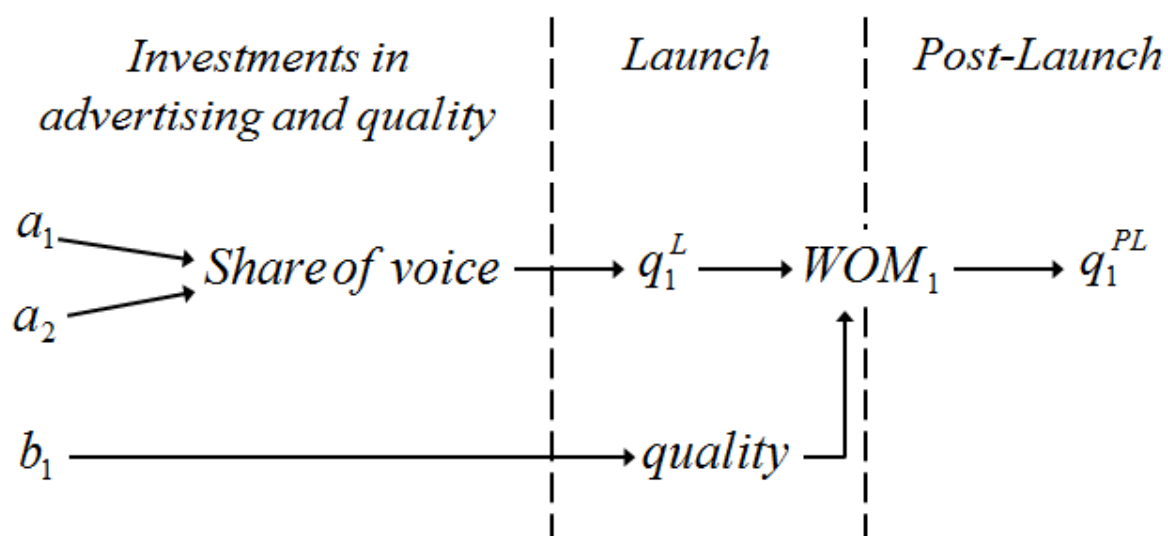 Investments in
advertising and quality
Launch
Post-Launch
a₁
a₂
Share of voice
q₁ᴸ
WOM₁
q₁ᴾᴸ
b₁
quality